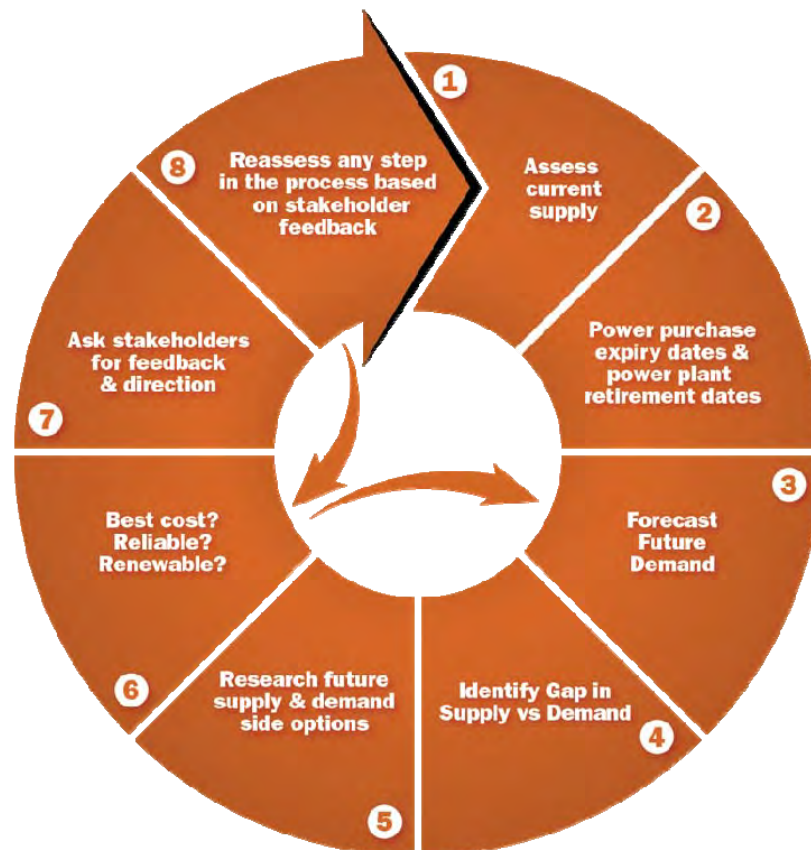 1
Assess
current
supply
2
Power purchase
expiry dates &
power plant
retirement dates
3
Forecast
Future
Demand
4
Identify Gap in
Supply vs Demand
5
Research future
supply & demand
side options
6
Best cost?
Reliable?
Renewable?
7
Ask stakeholders
for feedback
& direction
8
Reassess any step
in the process based
on stakeholder
feedback